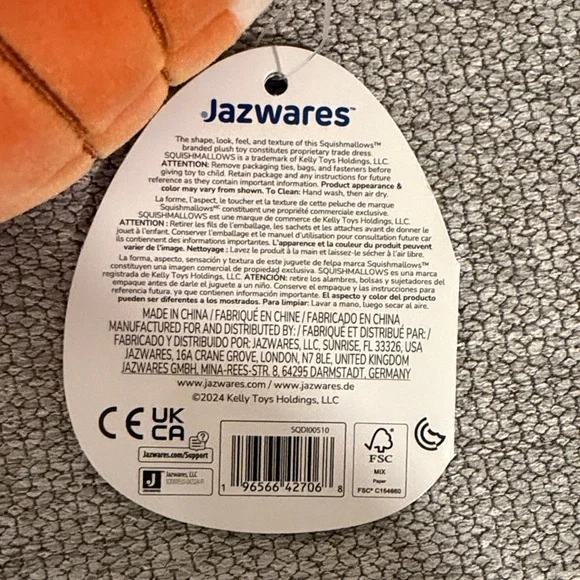 Jazwares™
The shape, look, feel, and texture of this Squishmallows™
branded plush toy constitutes proprietary trade dress.
SQUISHMALLOWS is a trademark of Kelly Toys Holdings, LLC.
ATTENTION: Remove packaging ties, bags, and fasteners before
giving toy to child. Retain package and any instructions for future
reference as they contain important information. Product appearance &
color may vary from shown. To Clean: Hand wash, then air dry.
La forme, l'aspect, le toucher et la texture de cette peluche de marque
Squishmallowsᴹᶜ constituent une propriété commerciale exclusive.
SQUISHMALLOWS est une marque de commerce de Kelly Toys Holdings, LLC.
ATTENTION : Retirer les fils de l'emballage, les sachets et les attaches avant de donner le
jouet à l'enfant. Conserver l'emballage et le manuel d'utilisation pour consultation future car
ils contiennent des informations importantes. L'apparence et la couleur du produit peuvent
varier de l'image. Nettoyage : Lavez le produit à la main et laissez-le sécher à l'air libre.
La forma, aspecto, sensación y textura de este juguete de felpa marca Squishmallows™
constituyen una imagen comercial de propiedad exclusiva. SQUISHMALLOWS es una marca
registrada de Kelly Toys Holdings, LLC. ATENCIÓN: retire los alambres, bolsas y sujetadores del
empaque antes de darle el juguete a un niño. Conserve el empaque y las instrucciones para
referencia futura, ya que contienen información importante. El aspecto y color del producto
pueden ser diferentes a los mostrados. Para limpiar: Lavar a mano, luego secar al aire.
MADE IN CHINA / FABRIQUÉ EN CHINE / FABRICADO EN CHINA
MANUFACTURED FOR AND DISTRIBUTED BY: / FABRIQUÉ ET DISTRIBUÉ PAR: /
FABRICADO Y DISTRIBUIDO POR: JAZWARES, LLC, SUNRISE, FL 33326, USA
JAZWARES, 16A CRANE GROVE, LONDON, N7 8LE, UNITED KINGDOM
JAZWARES GMBH, MINA-REES-STR. 8, 64295 DARMSTADT, GERMANY
www.jazwares.com / www.jazwares.de
©2024 Kelly Toys Holdings, LLC
CE UK
CA
Jazwares.com/Support
Jazwares, LLC
SQDI00510
1 96566 42706 8
FSC
MIX
Paper
FSC® C154660